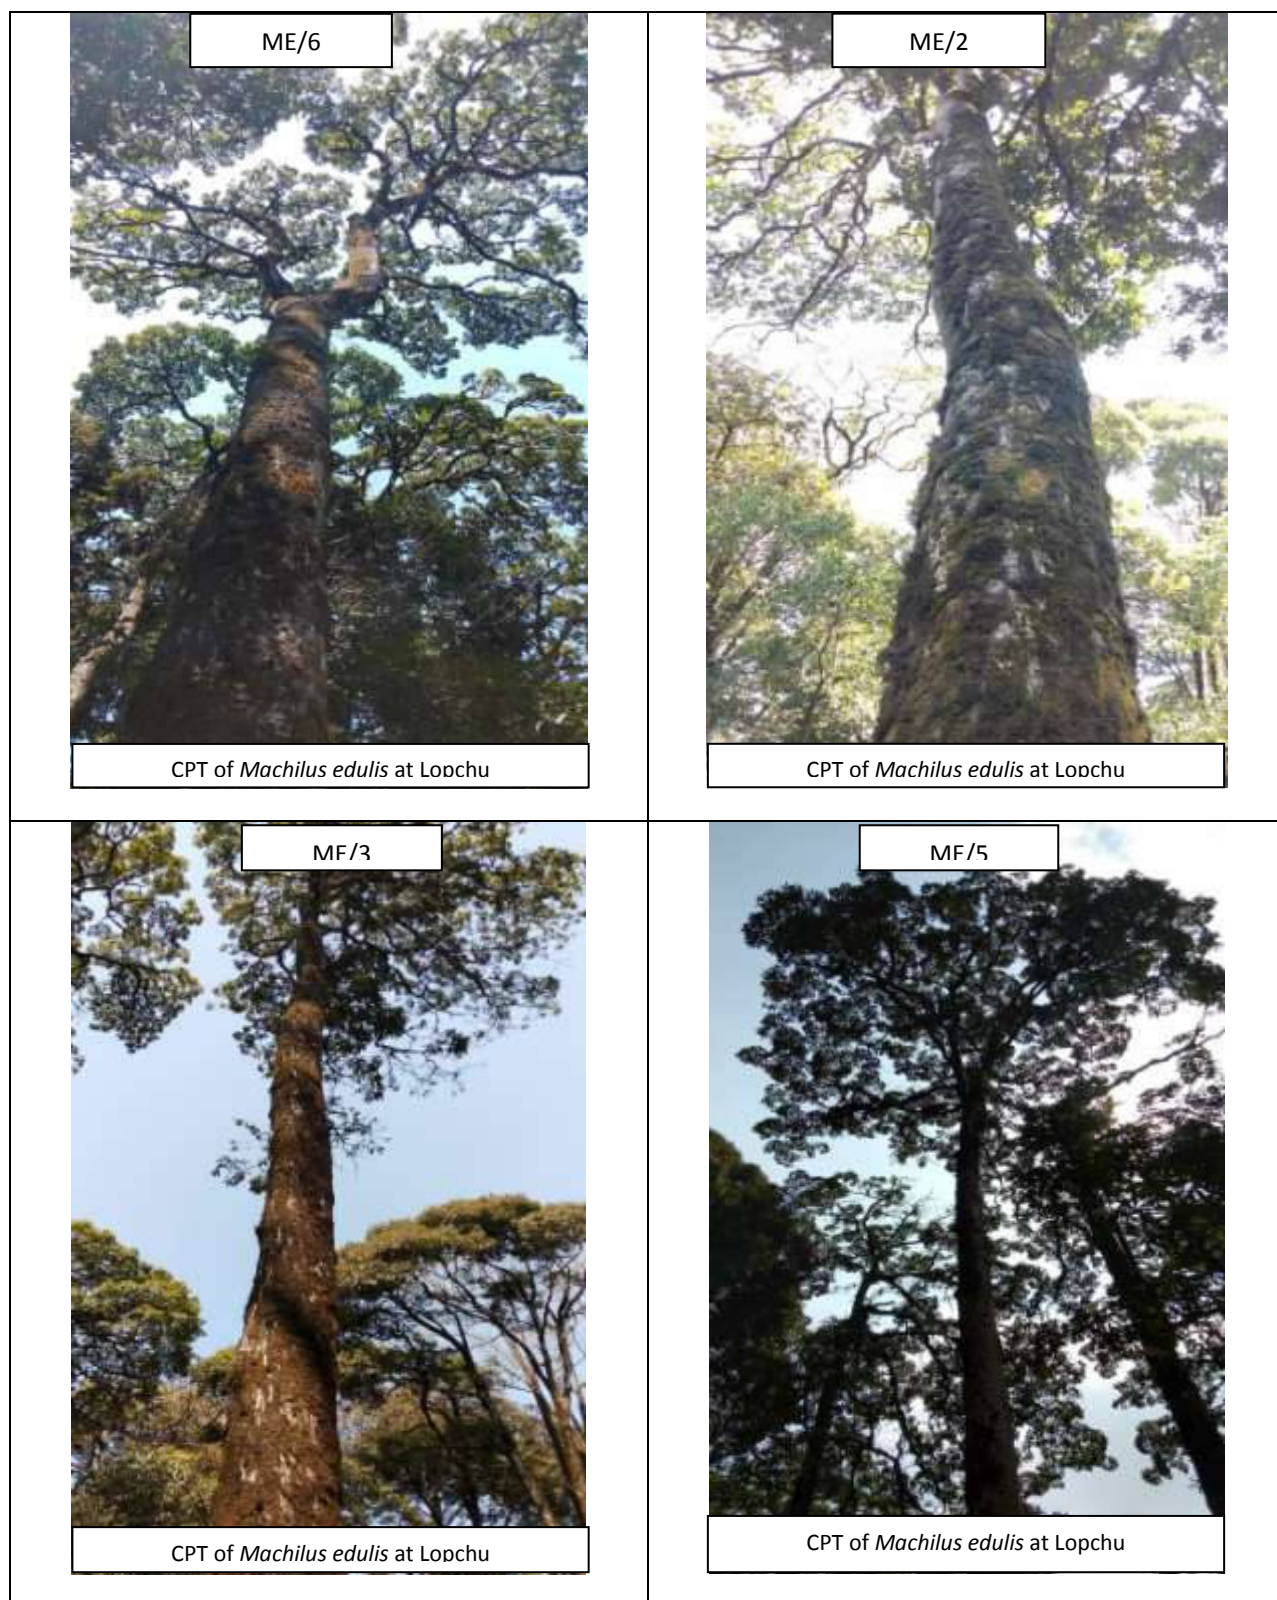 ME/6
ME/2
CPT of Machilus edulis at Lopchu
CPT of Machilus edulis at Lopchu
ME/3
ME/5
CPT of Machilus edulis at Lopchu
CPT of Machilus edulis at Lopchu